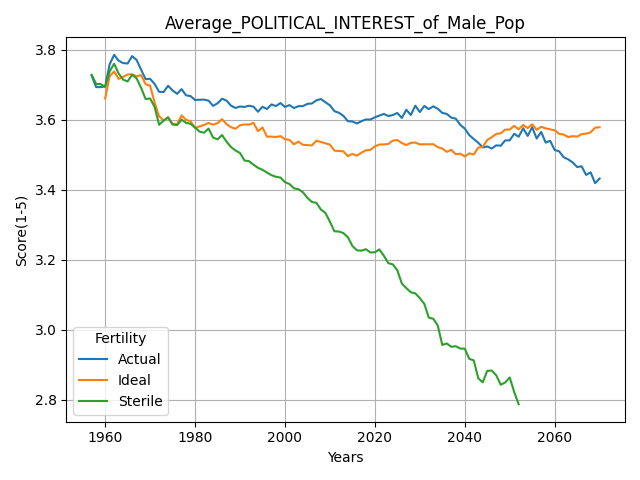 Average_POLITICAL_INTEREST_of_Male_Pop
Score(1-5)
3.8
3.6
3.4
3.2
3.0
2.8
Fertility
Actual
Ideal
Sterile
1960 1980 2000 2020 2040 2060
Years